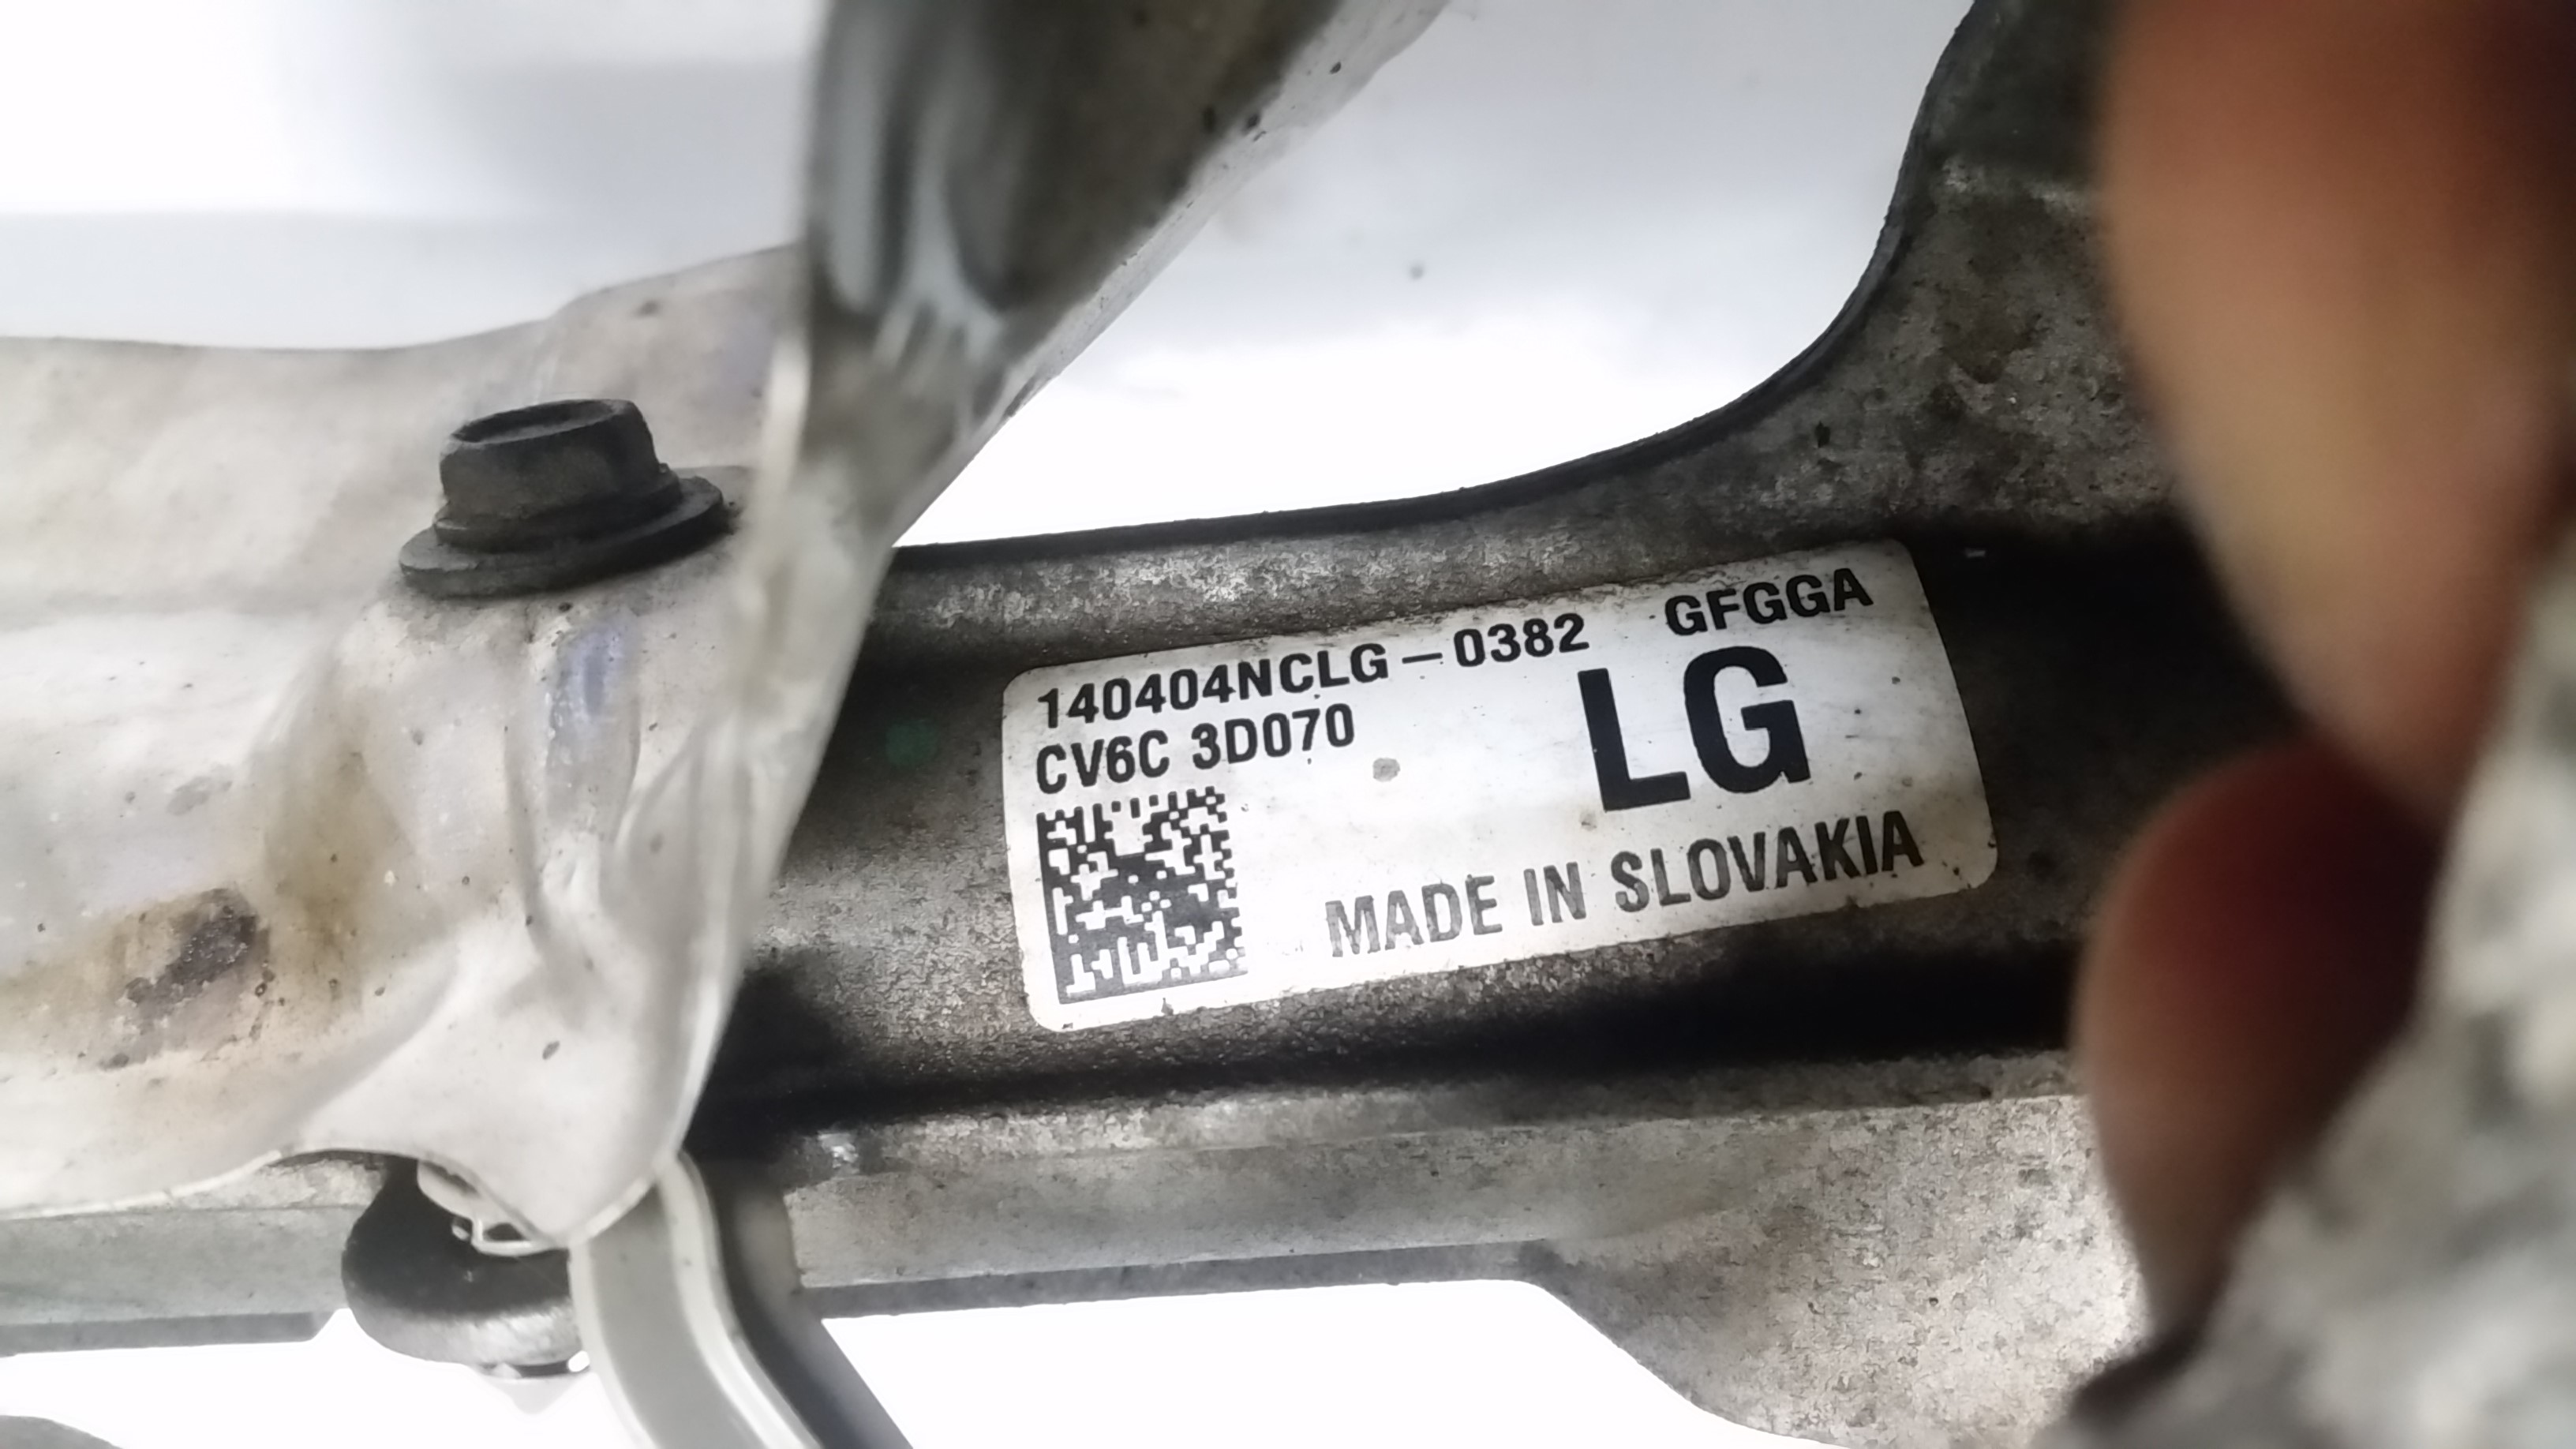 140404NCLG-0382 GFGGA
CV6C 3D070
LG
MADE IN SLOVAKIA